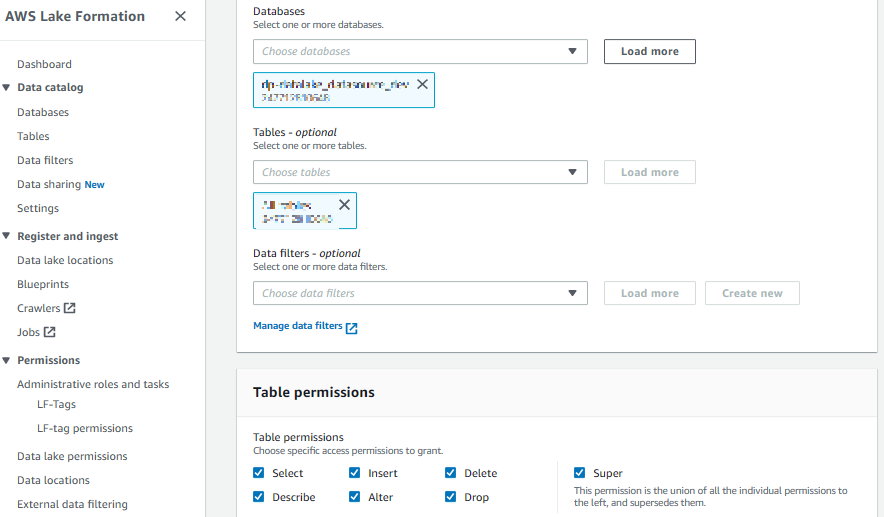 AWS Lake Formation
Dashboard
Data catalog
Databases
Tables
Data filters
Data sharing New
Settings
Register and ingest
Data lake locations
Blueprints
Crawlers
Jobs
Permissions
Administrative roles and tasks
LF-Tags
LF-tag permissions
Data lake permissions
Data locations
External data filtering
Databases
Select one or more databases.
Choose databases
Load more
Tables - optional
Select one or more tables.
Choose tables
Load more
Data filters - optional
Select one or more data filters.
Choose data filters
Load more
Create new
Manage data filters
Table permissions
Table permissions
Choose specific access permissions to grant.
Select
Insert
Delete
Super
Describe
Alter
Drop
This permission is the union of all the individual permissions to
the left, and supersedes them.